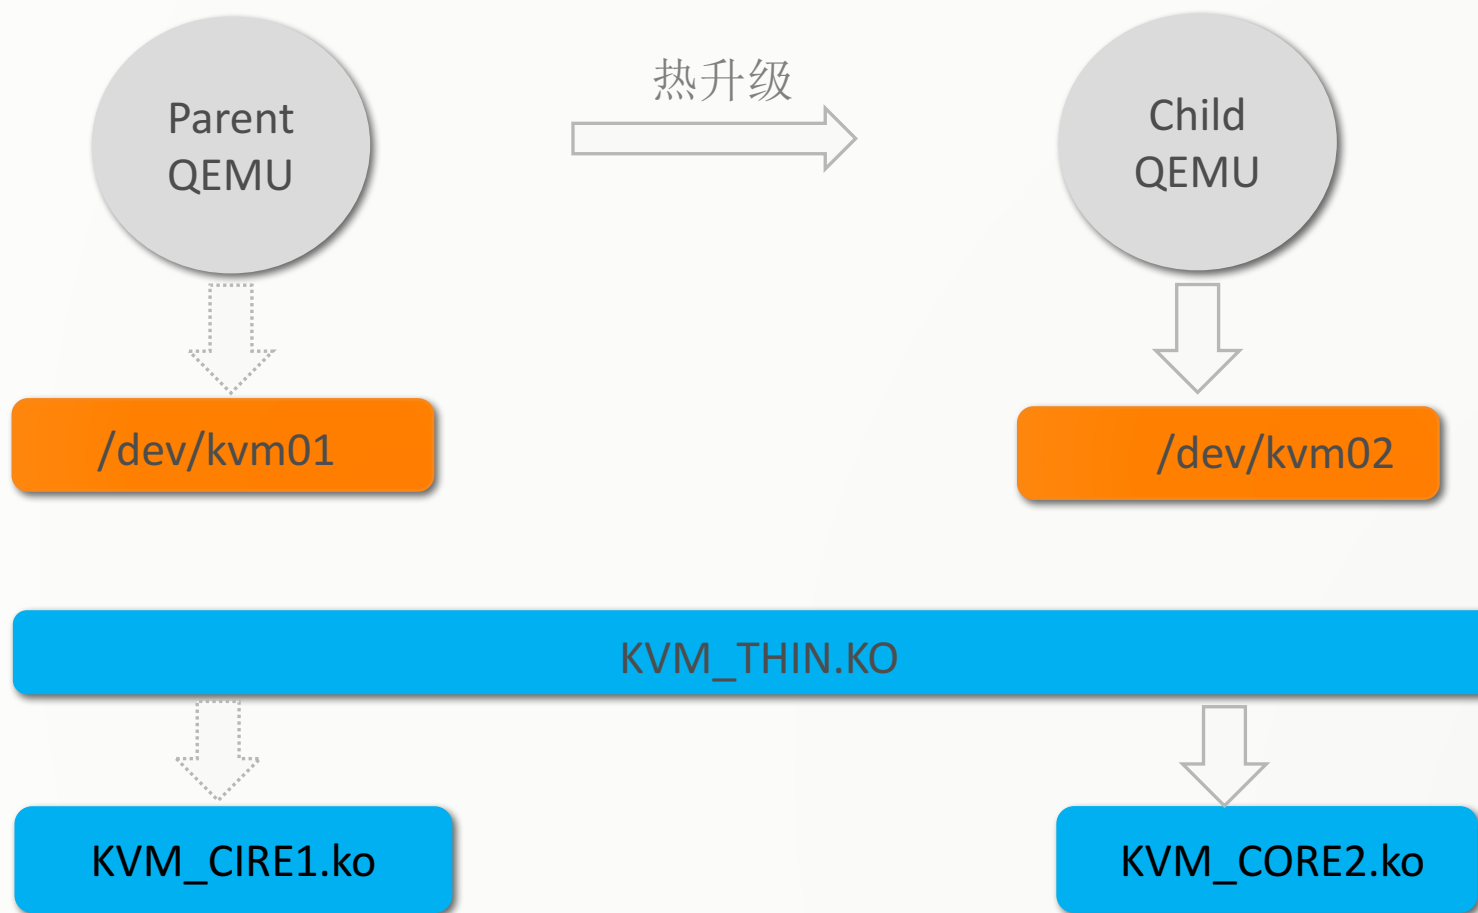 Parent
QEMU
热升级
Child
QEMU
/dev/kvm01
/dev/kvm02
KVM_THIN.KO
KVM_CIRE1.ko
KVM_CORE2.ko